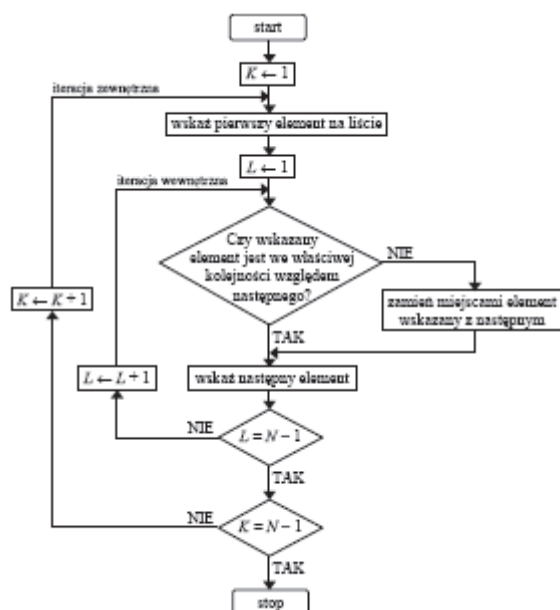 start
K ← 1
iteracja zewnętrzna
wskaż pierwszy element na liście
L ← 1
iteracja wewnętrzna
Czy wskazany
element jest we właściwej
kolejności względem
następnego?
NIE
zamień miejscami element
wskazany z następnym
TAK
K ← K + 1
wskaż następny element
L ← L + 1
NIE
L = N − 1
TAK
NIE
K = N − 1
TAK
stop